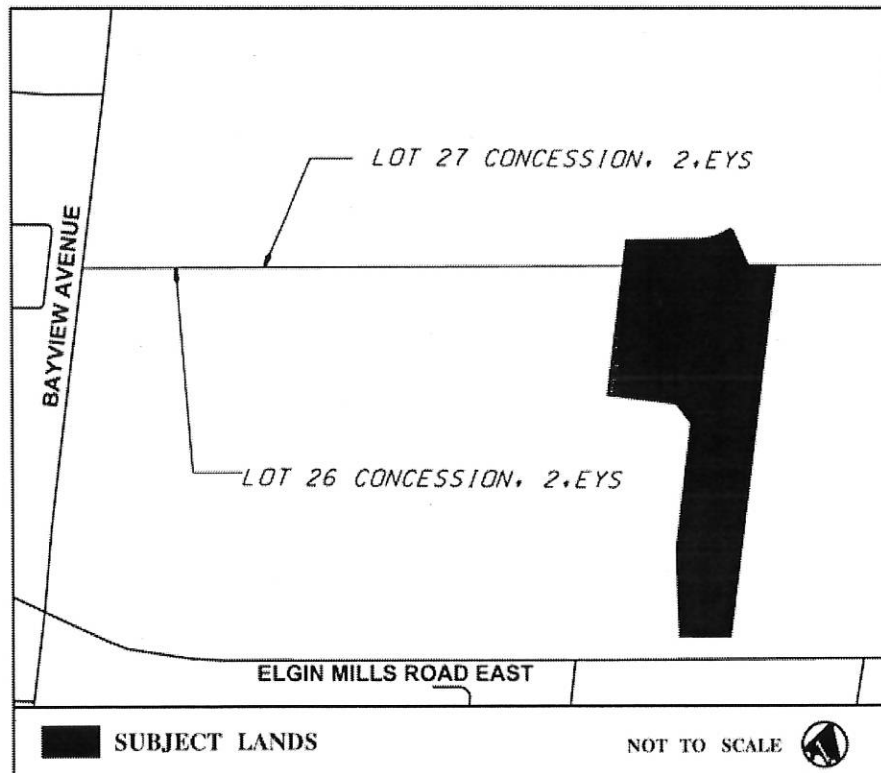 LOT 27 CONCESSION. 2.EYS
BAYVIEW AVENUE
LOT 26 CONCESSION. 2.EYS
ELGIN MILLS ROAD EAST
SUBJECT LANDS
NOT TO SCALE